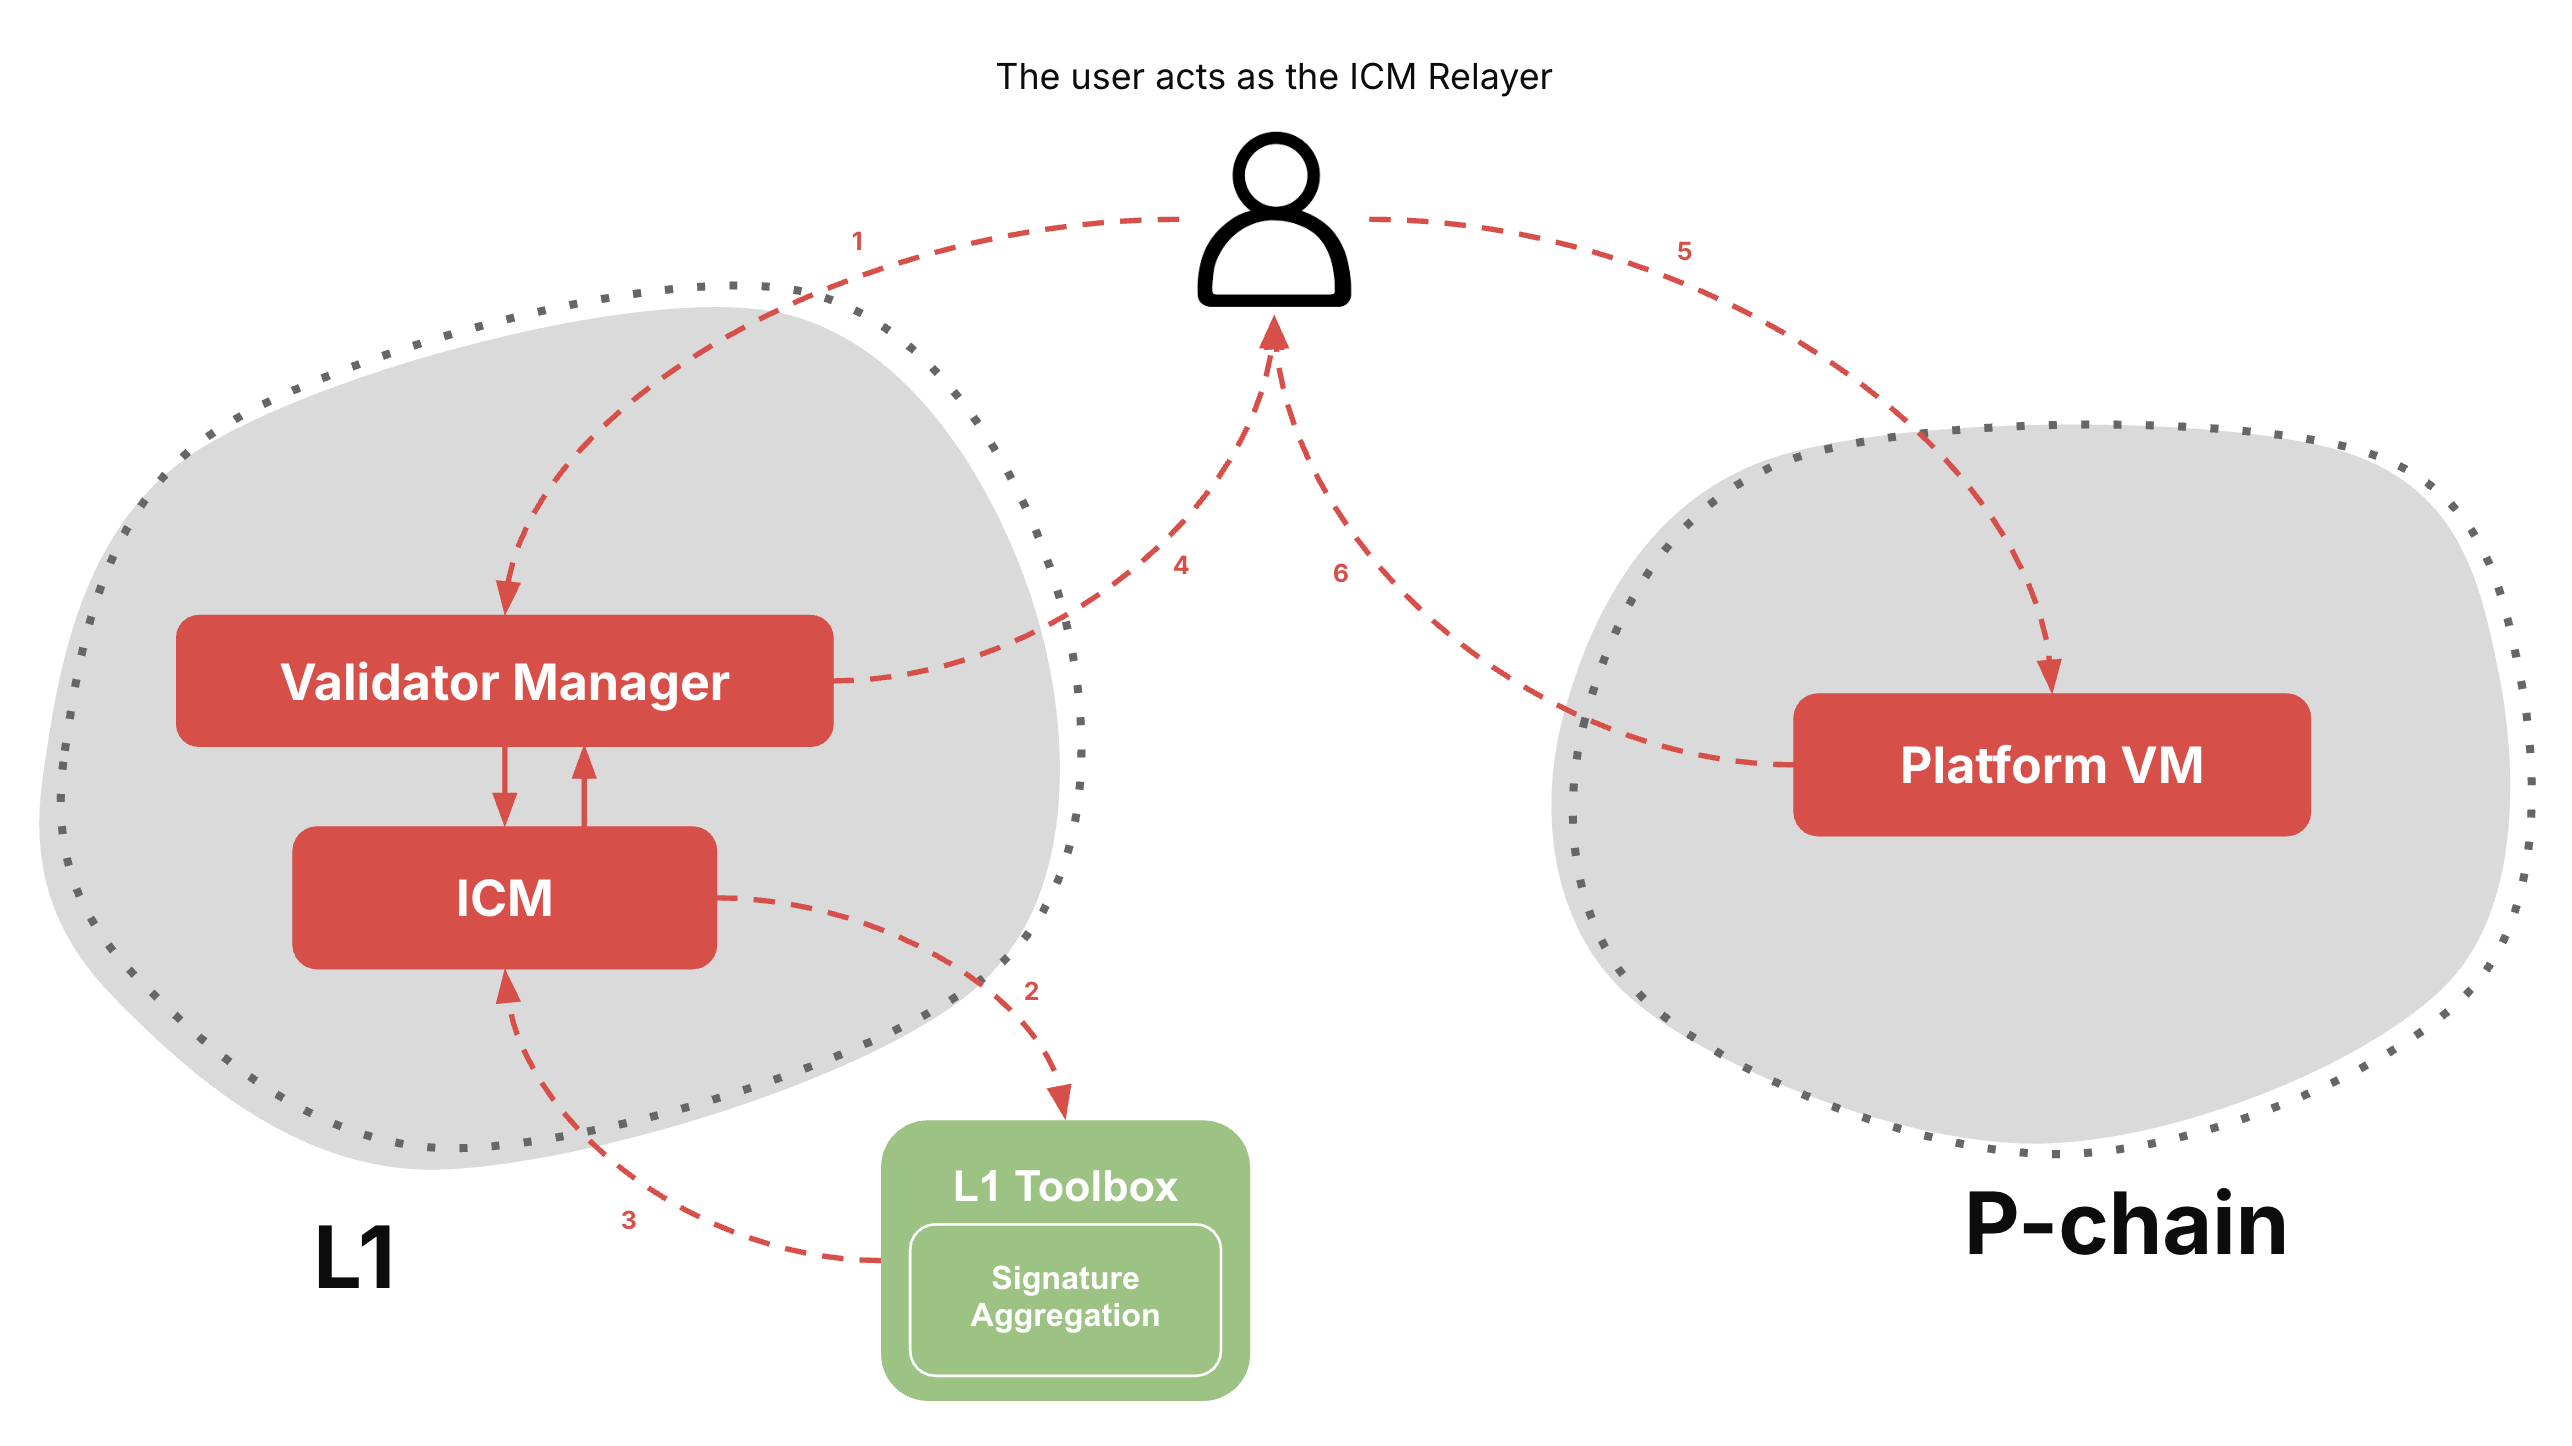 The user acts as the ICM Relayer
1
5
4
6
Validator Manager
Platform VM
ICM
2
L1 Toolbox
3
Signature
Aggregation
L1
P-chain